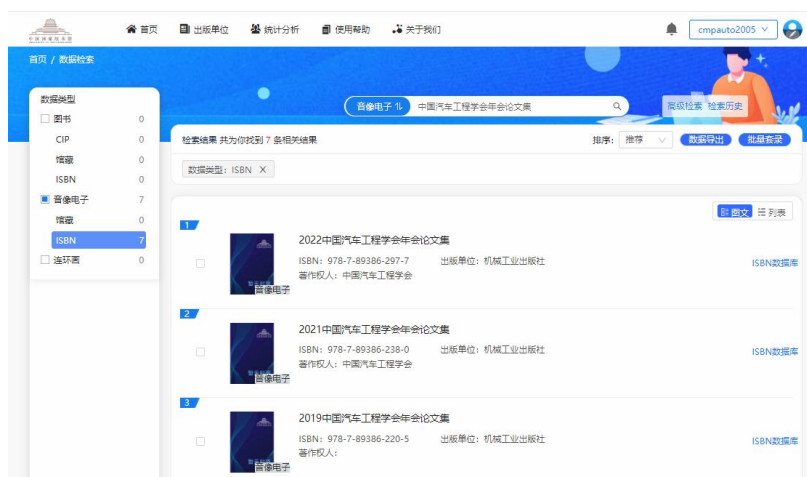 中央档案版本馆
首页 出版单位 统计分析 使用帮助 关于我们 cmpauto2005
首页 / 数据检索
数据类型
图书 0
CIP 0
馆藏 0
ISBN 0
音像电子 7
馆藏 0
ISBN 7
连环画 0
音像电子 中国汽车工程学会年会论文集 高级检索 检索历史
检索结果 共为你找到 7 条相关结果 排序: 推荐 数据导出 批量套录
数据类型: ISBN X
图文 列表
1
2022中国汽车工程学会年会论文集
ISBN: 978-7-89386-297-7 出版单位: 机械工业出版社 ISBN数据库
著作权人: 中国汽车工程学会
音像电子
2
2021中国汽车工程学会年会论文集
ISBN: 978-7-89386-238-0 出版单位: 机械工业出版社 ISBN数据库
著作权人: 中国汽车工程学会
音像电子
3
2019中国汽车工程学会年会论文集
ISBN: 978-7-89386-220-5 出版单位: 机械工业出版社 ISBN数据库
著作权人:
音像电子